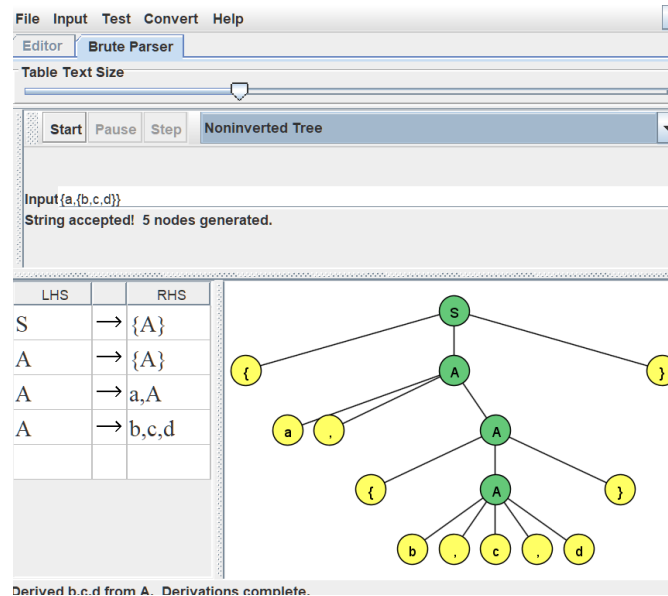 File Input Test Convert Help
Editor Brute Parser
Table Text Size
Start Pause Step Noninverted Tree
Input {a,{b,c,d}}
String accepted! 5 nodes generated.
LHS RHS
S → {A}
A → {A}
A → a,A
A → b,c,d
S
{ A }
a , A
{ A }
b , c , d
Derived b,c,d from A. Derivations complete.